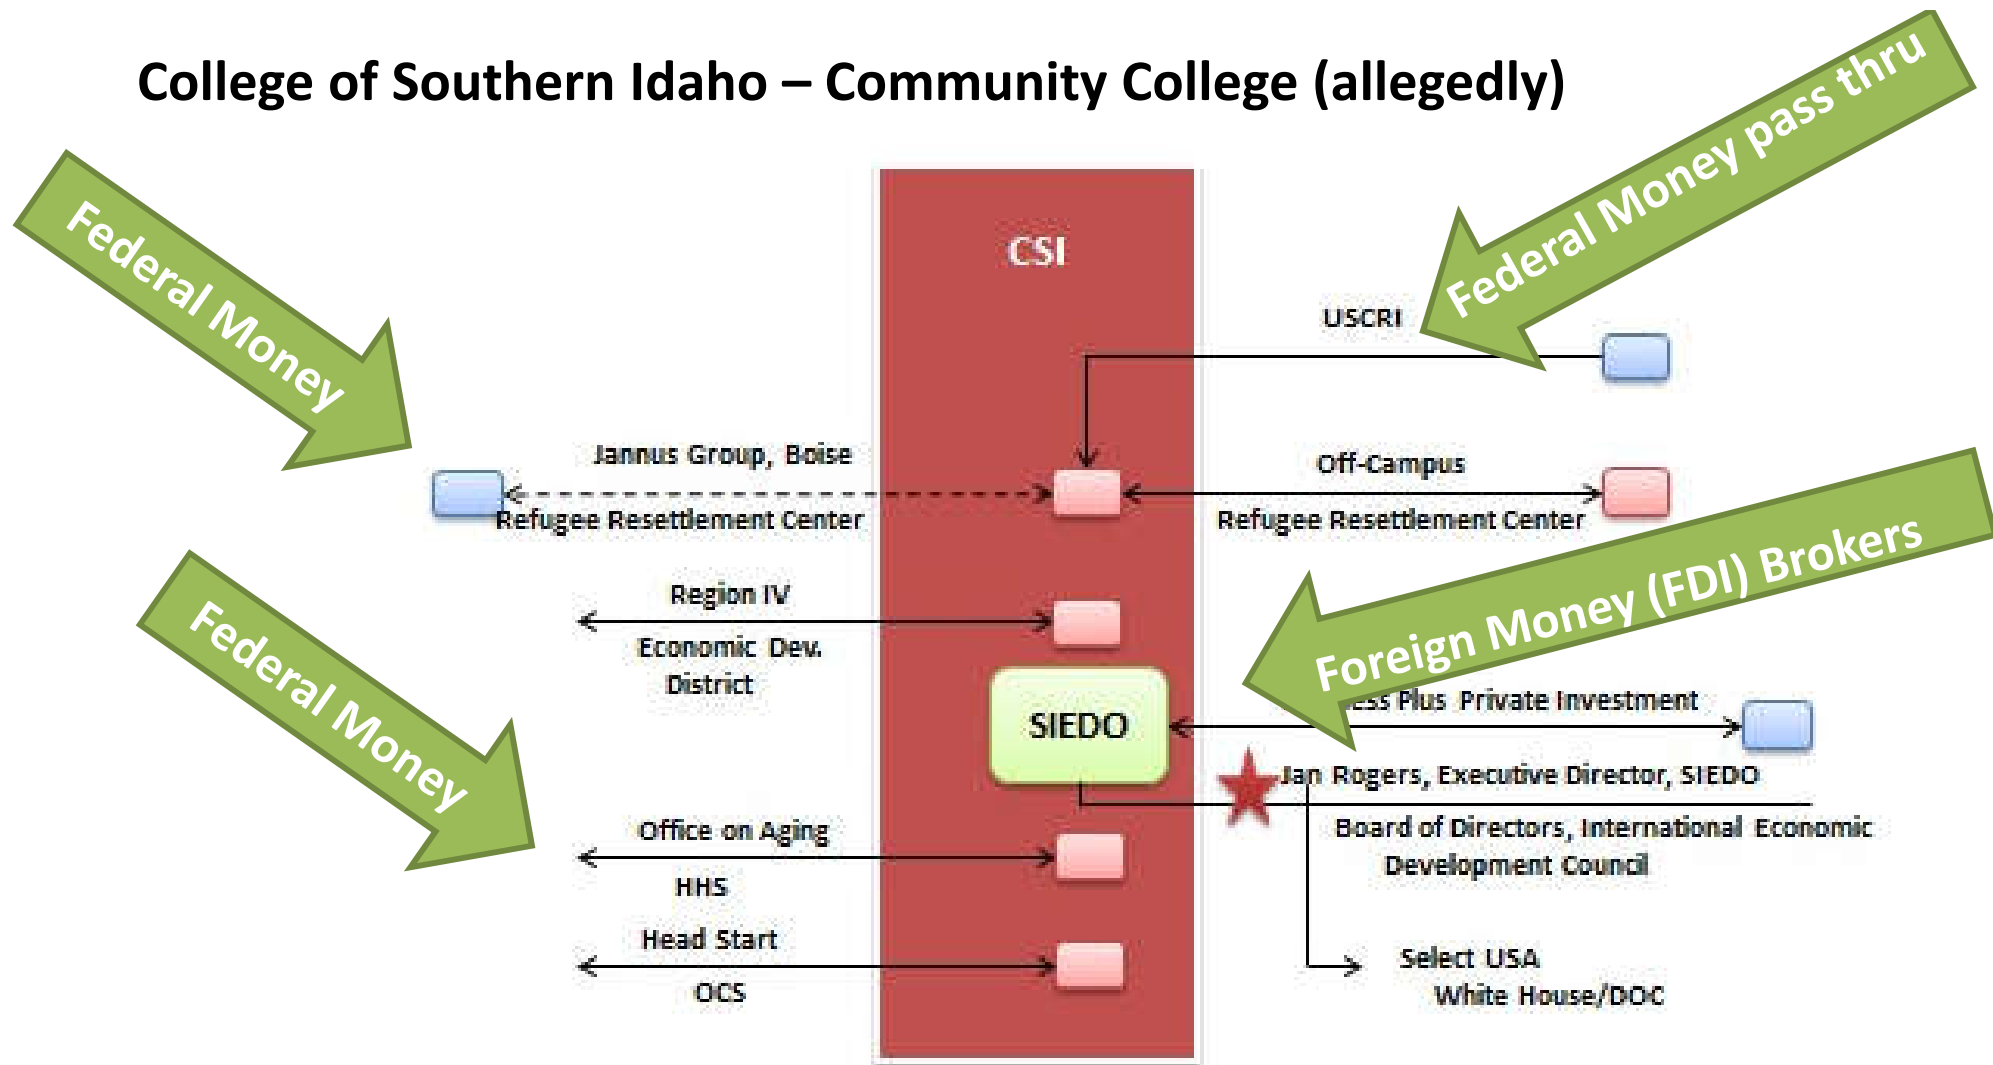 College of Southern Idaho – Community College (allegedly)
Federal Money pass thru
Federal Money
CSI
USCRI
Jannus Group, Boise
Refugee Resettlement Center
Off-Campus
Refugee Resettlement Center
Foreign Money (FDI) Brokers
Federal Money
Region IV
Economic Dev.
District
SIEDO
Plus Private Investment
Jan Rogers, Executive Director, SIEDO
Board of Directors, International Economic
Development Council
Office on Aging
HHS
Head Start
OCS
Select USA
White House/DOC